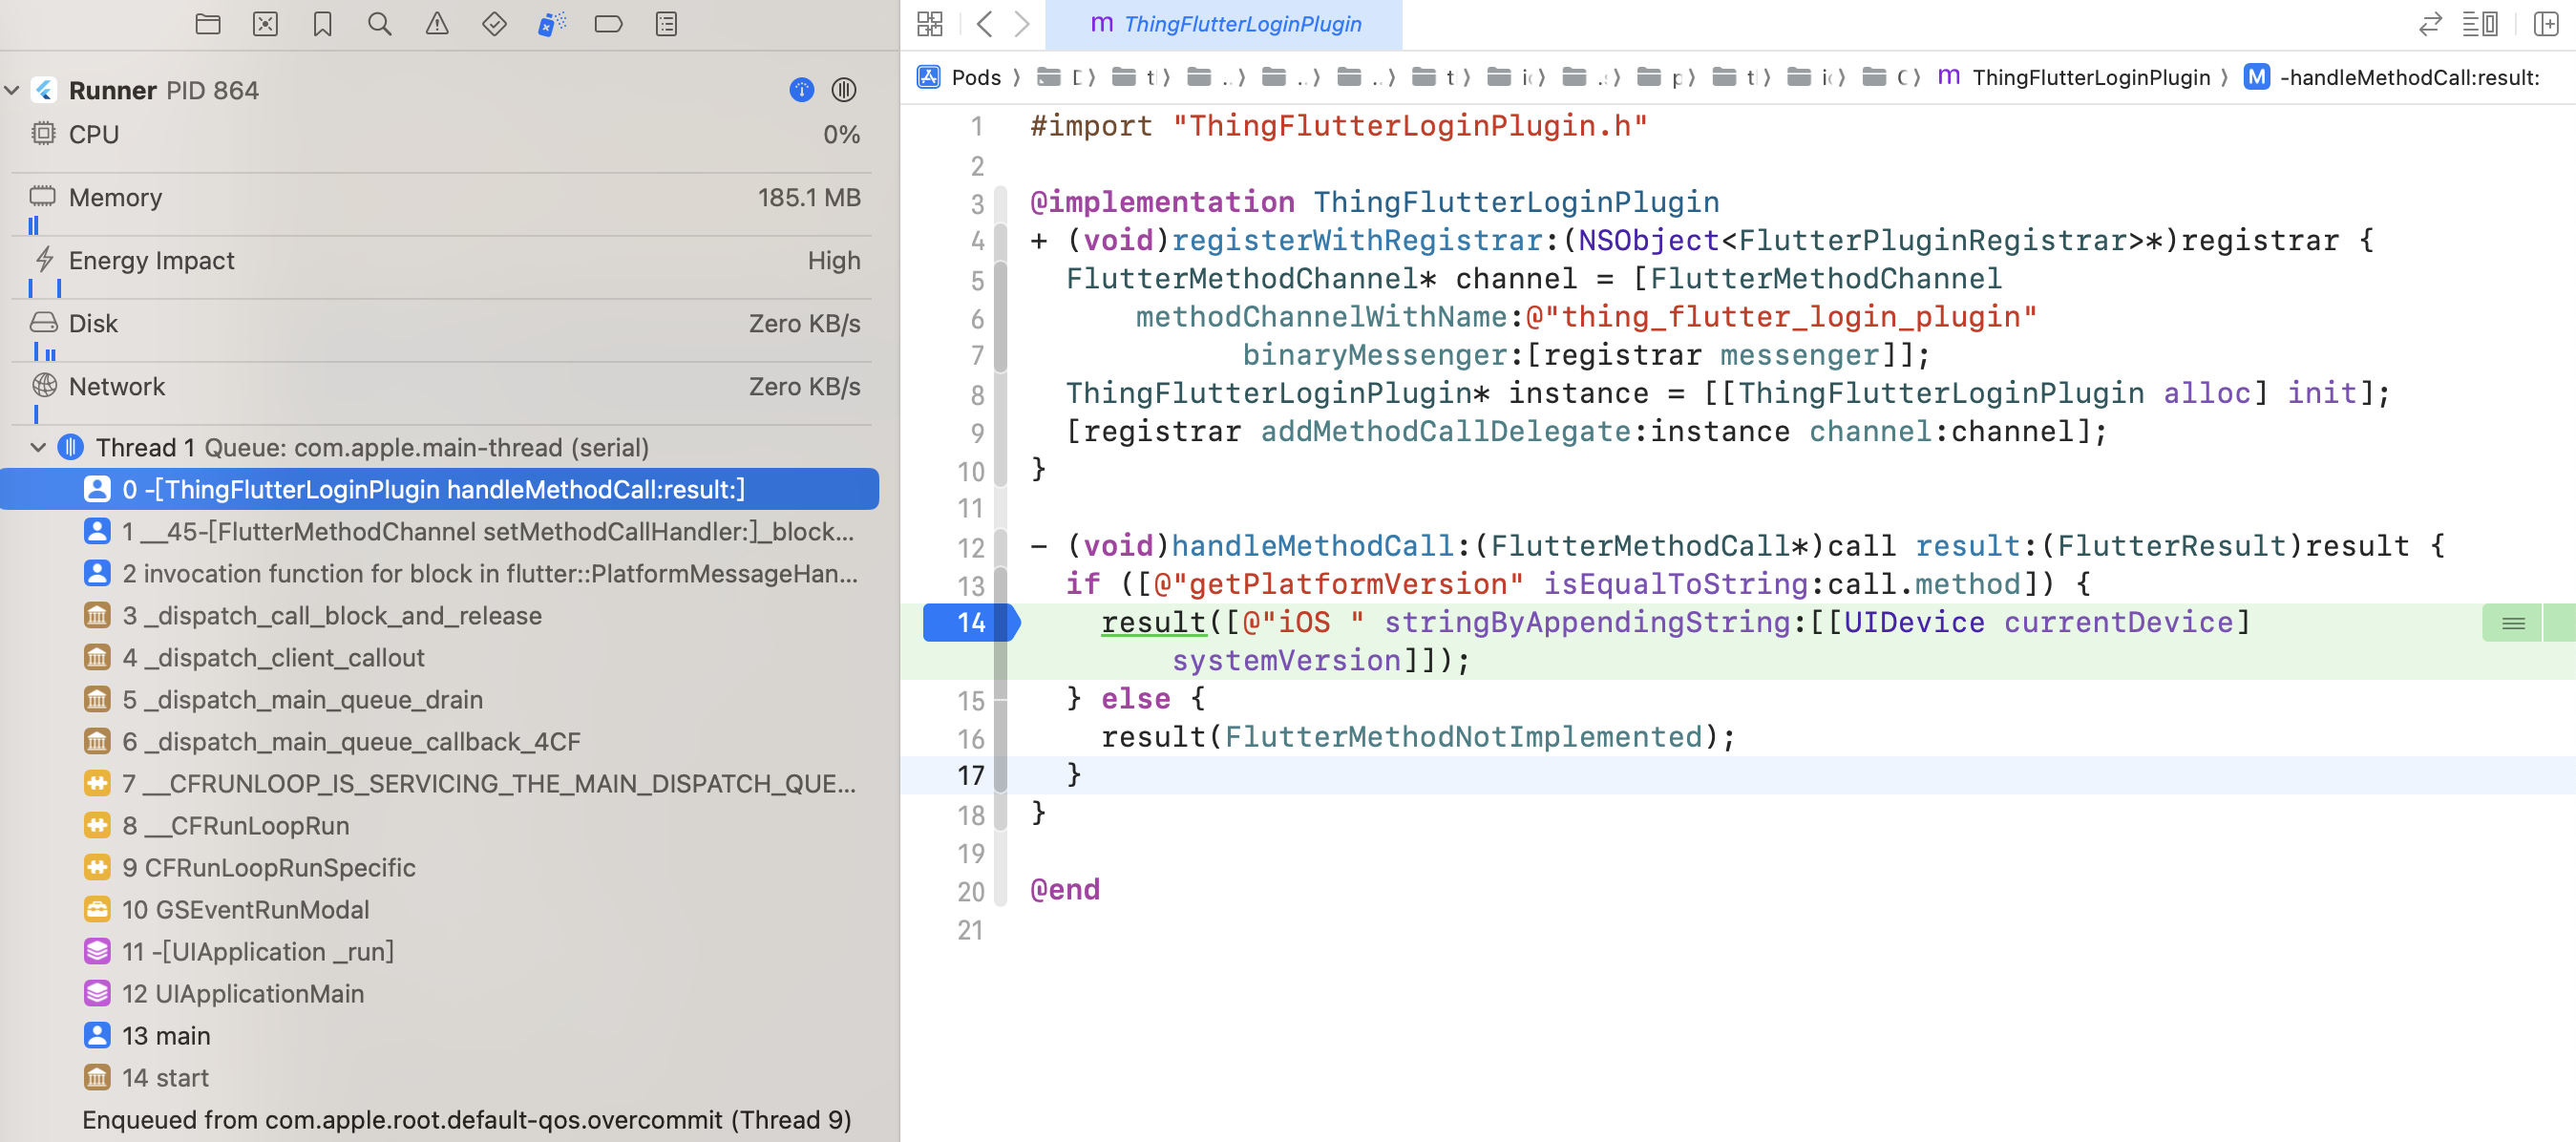 Runner PID 864
CPU 0%
Memory 185.1 MB
Energy Impact High
Disk Zero KB/s
Network Zero KB/s
Thread 1 Queue: com.apple.main-thread (serial)
0 -[ThingFlutterLoginPlugin handleMethodCall:result:]
1 __45-[FlutterMethodChannel setMethodCallHandler:]_block...
2 invocation function for block in flutter::PlatformMessageHan...
3 _dispatch_call_block_and_release
4 _dispatch_client_callout
5 _dispatch_main_queue_drain
6 _dispatch_main_queue_callback_4CF
7 __CFRUNLOOP_IS_SERVICING_THE_MAIN_DISPATCH_QUE...
8 __CFRunLoopRun
9 CFRunLoopRunSpecific
10 GSEventRunModal
11 -[UIApplication _run]
12 UIApplicationMain
13 main
14 start
Enqueued from com.apple.root.default-qos.overcommit (Thread 9)
m ThingFlutterLoginPlugin
Pods 〉 〉 t 〉 ..〉 ..〉 ..〉 t 〉 i 〉 ..〉 p 〉 t 〉 i 〉 C 〉 m ThingFlutterLoginPlugin 〉 M -handleMethodCall:result:
1 #import "ThingFlutterLoginPlugin.h"
2
3 @implementation ThingFlutterLoginPlugin
4 + (void)registerWithRegistrar:(NSObject<FlutterPluginRegistrar>*)registrar {
5 FlutterMethodChannel* channel = [FlutterMethodChannel
6 methodChannelWithName:@"thing_flutter_login_plugin"
7 binaryMessenger:[registrar messenger]];
8 ThingFlutterLoginPlugin* instance = [[ThingFlutterLoginPlugin alloc] init];
9 [registrar addMethodCallDelegate:instance channel:channel];
10 }
11
12 - (void)handleMethodCall:(FlutterMethodCall*)call result:(FlutterResult)result {
13 if ([@"getPlatformVersion" isEqualToString:call.method]) {
14 result([@"iOS " stringByAppendingString:[[UIDevice currentDevice]
systemVersion]]);
15 } else {
16 result(FlutterMethodNotImplemented);
17 }
18 }
19
20 @end
21